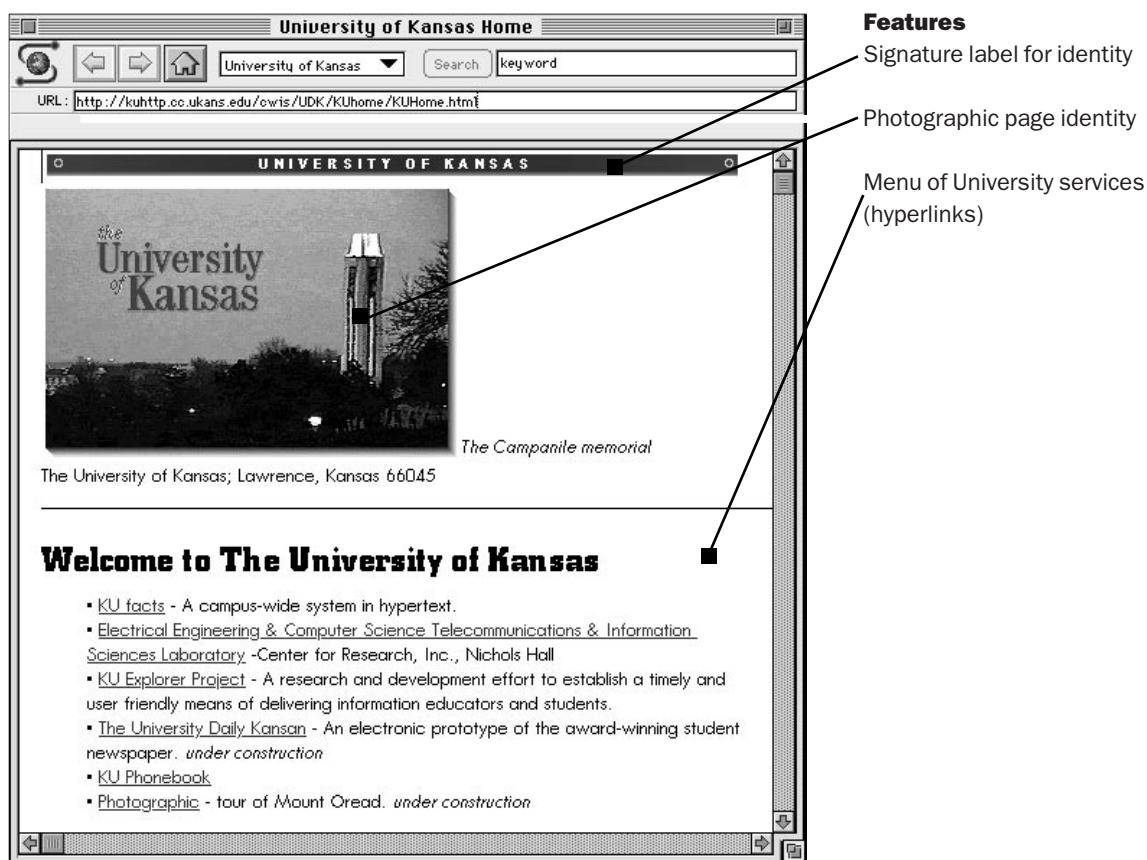 University of Kansas Home
University of Kansas
Search
keyword
URL: http://kuhttp.cc.ukans.edu/cwis/UDK/KUhome/KUHome.html
UNIVERSITY OF KANSAS
the
University
of Kansas
The Campanile memorial
The University of Kansas; Lawrence, Kansas 66045
Welcome to The University of Kansas
▪ KU facts - A campus-wide system in hypertext.
▪ Electrical Engineering & Computer Science Telecommunications & Information
Sciences Laboratory -Center for Research, Inc., Nichols Hall
▪ KU Explorer Project - A research and development effort to establish a timely and
user friendly means of delivering information educators and students.
▪ The University Daily Kansan - An electronic prototype of the award-winning student
newspaper. under construction
▪ KU Phonebook
▪ Photographic - tour of Mount Oread. under construction
Features
Signature label for identity
Photographic page identity
Menu of University services
(hyperlinks)